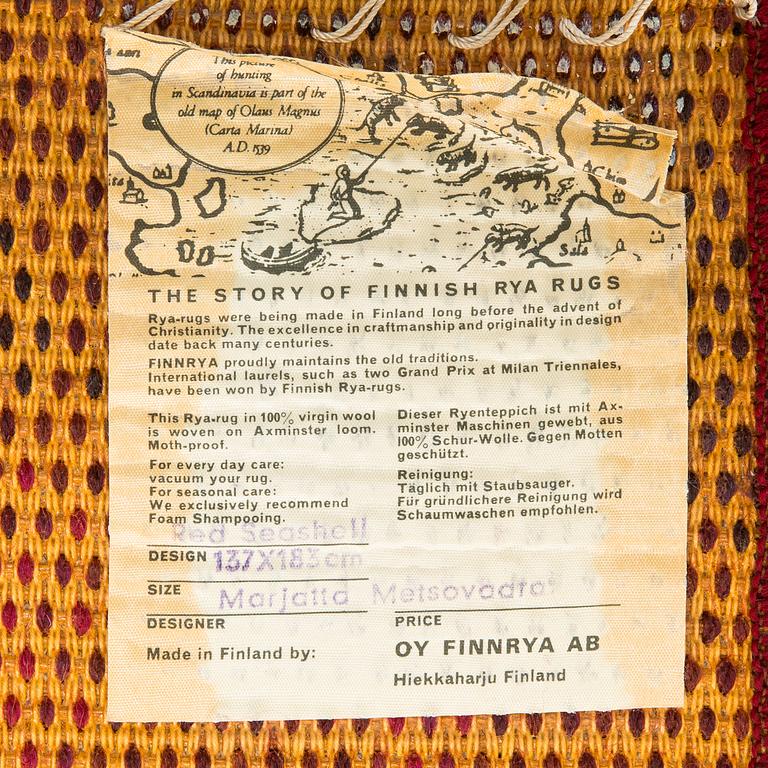 This picture
of hunting
in Scandinavia is part of the
old map of Olaus Magnus
(Carta Marina)
A.D. 1539
Sala
THE STORY OF FINNISH RYA RUGS
Rya-rugs were being made in Finland long before the advent of
Christianity. The excellence in craftmanship and originality in design
date back many centuries.
FINNRYA proudly maintains the old traditions.
International laurels, such as two Grand Prix at Milan Triennales,
have been won by Finnish Rya-rugs.
This Rya-rug in 100% virgin wool
is woven on Axminster loom.
Moth-proof.
For every day care:
vacuum your rug.
For seasonal care:
We exclusively recommend
Foam Shampooing.
Dieser Ryenteppich ist mit Ax-
minster Maschinen gewebt, aus
100% Schur-Wolle. Gegen Motten
geschützt.
Reinigung:
Täglich mit Staubsauger.
Für gründlichere Reinigung wird
Schaumwaschen empfohlen.
Red Seashell
DESIGN 137X183 cm
SIZE Marjatta Metsovaara
DESIGNER
PRICE
Made in Finland by:
OY FINNRYA AB
Hiekkaharju Finland